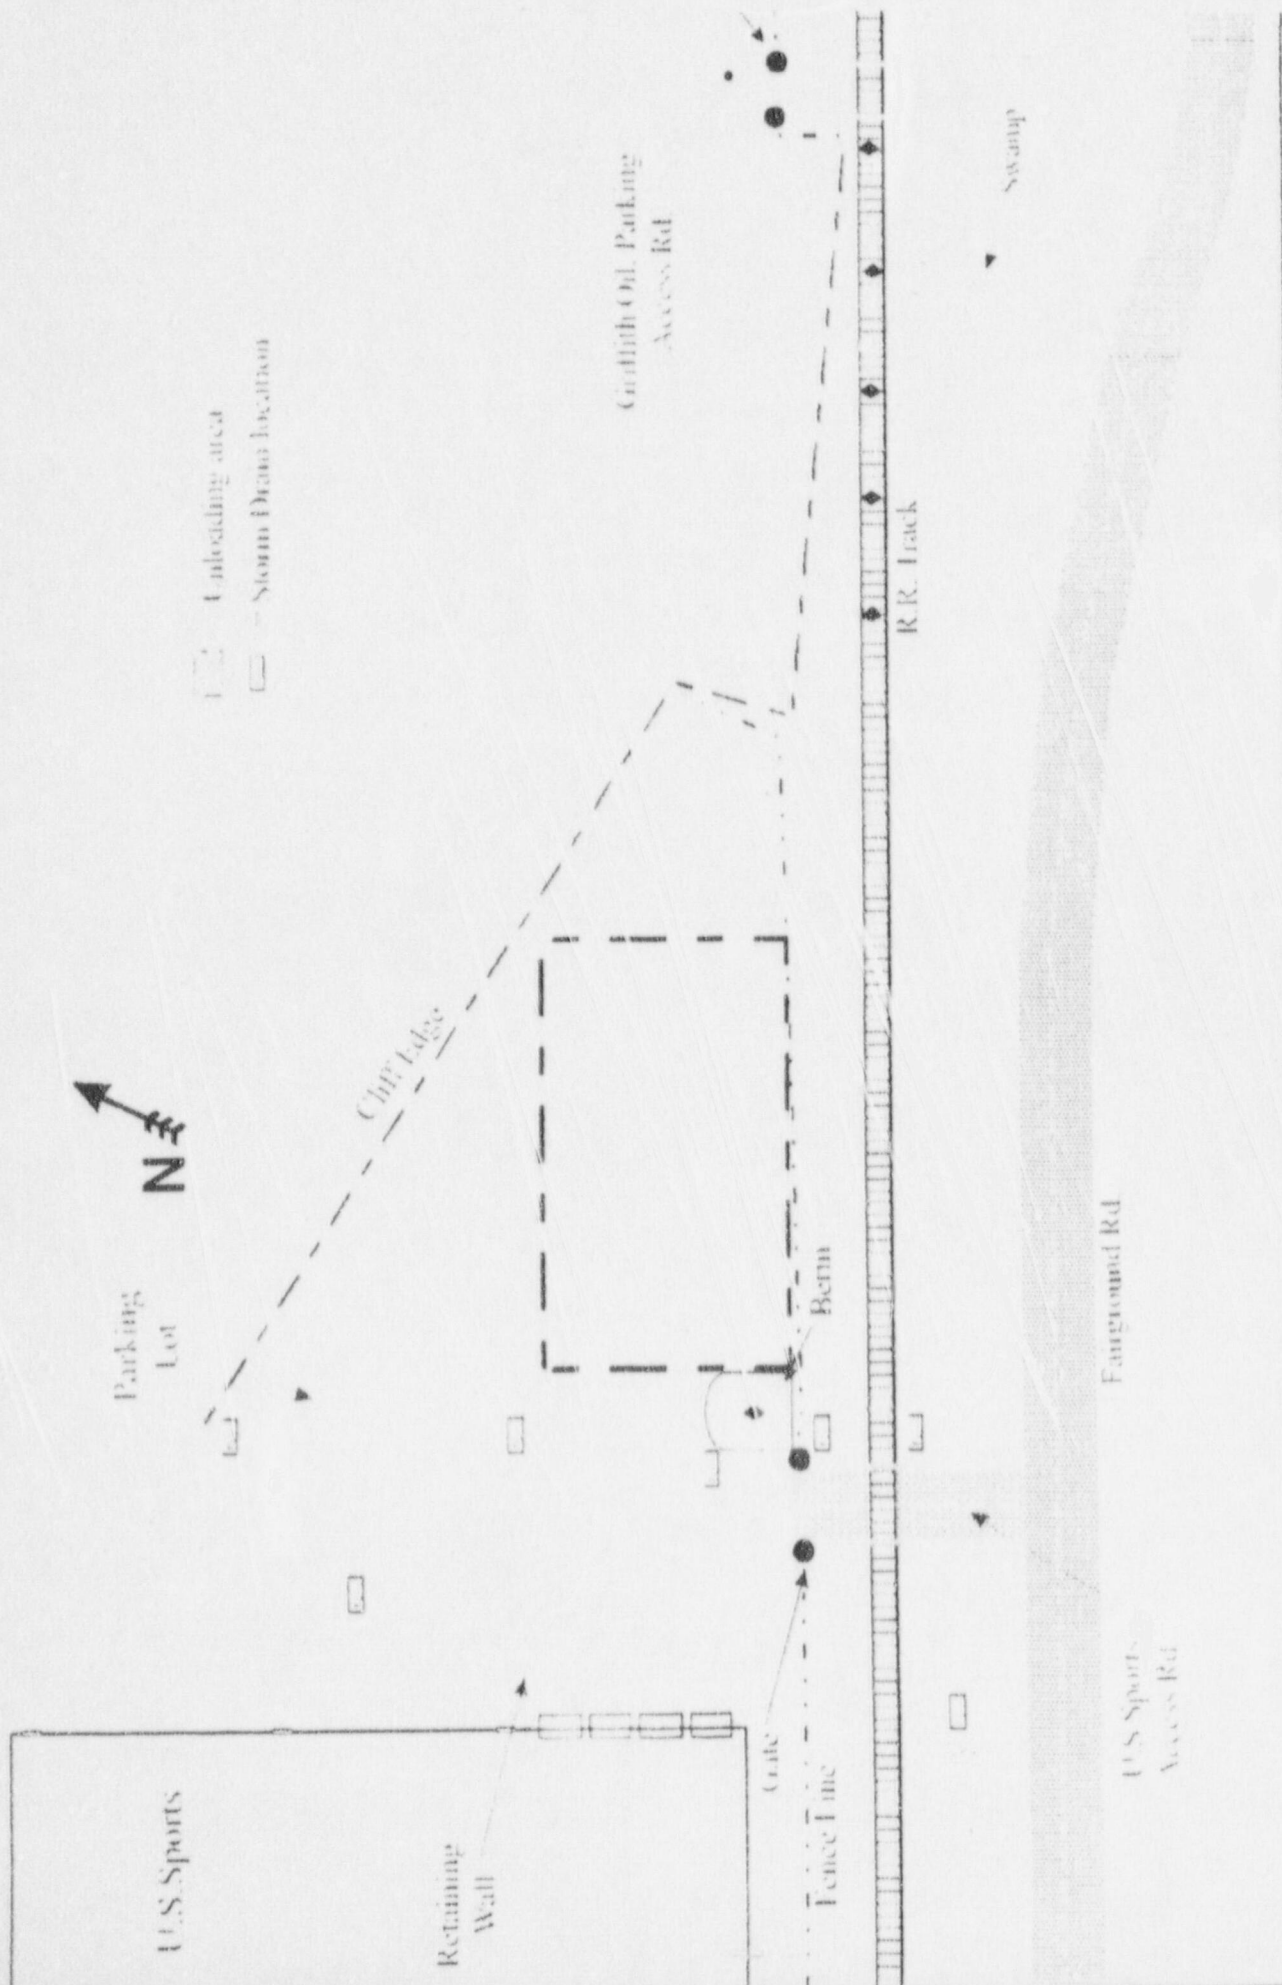 U.S.Sports
Parking
Lot
N
Unloading area
Storm Drain location
Cliff Edge
Retaining
Wall
Griffith Oil. Parking
Access Rd
Gate
Fence Line
Berm
R.R. Track
Swamp
Fairground Rd
U.S Sports
Access Rd